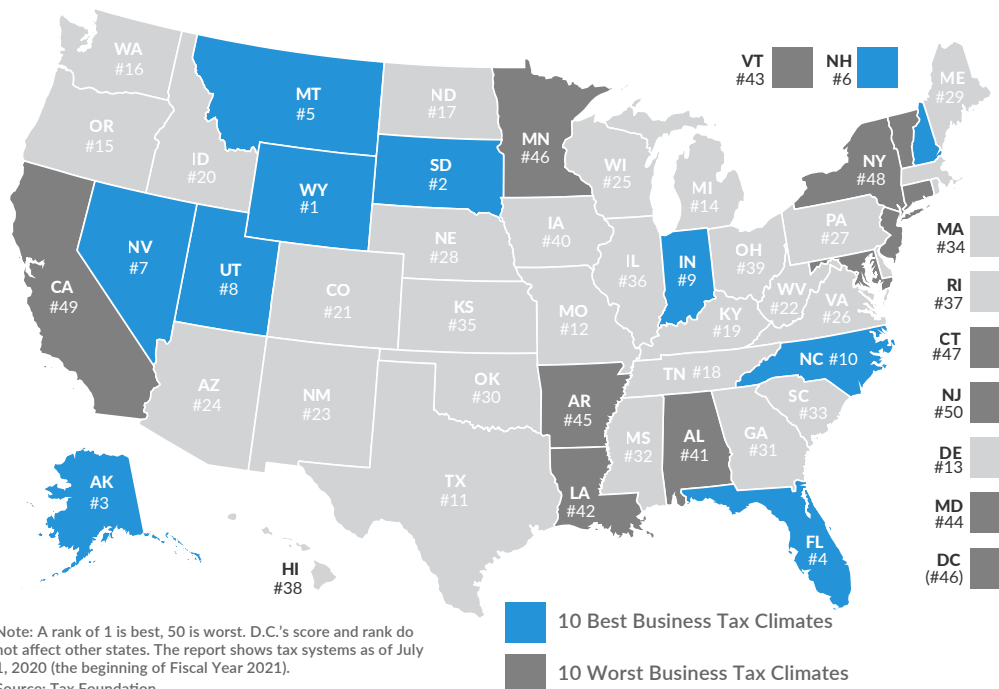 WA
#16
MT
#5
ND
#17
MN
#46
VT
#43
NH
#6
ME
#29
OR
#15
ID
#20
WY
#1
SD
#2
WI
#25
MI
#14
NY
#48
NV
#7
UT
#8
CA
#49
CO
#21
NE
#28
IA
#40
IL
#36
IN
#9
OH
#39
PA
#27
MA
#34
KS
#35
MO
#12
KY
#19
WV
#22
VA
#26
RI
#37
CT
#47
AZ
#24
NM
#23
OK
#30
AR
#45
TN #18
NC #10
SC
#33
NJ
#50
TX
#11
LA
#42
MS
#32
AL
#41
GA
#31
DE
#13
AK
#3
HI
#38
FL
#4
MD
#44
DC
(#46)
10 Best Business Tax Climates
10 Worst Business Tax Climates
Note: A rank of 1 is best, 50 is worst. D.C.'s score and rank do
not affect other states. The report shows tax systems as of July
1, 2020 (the beginning of Fiscal Year 2021).
Source: Tax Foundation